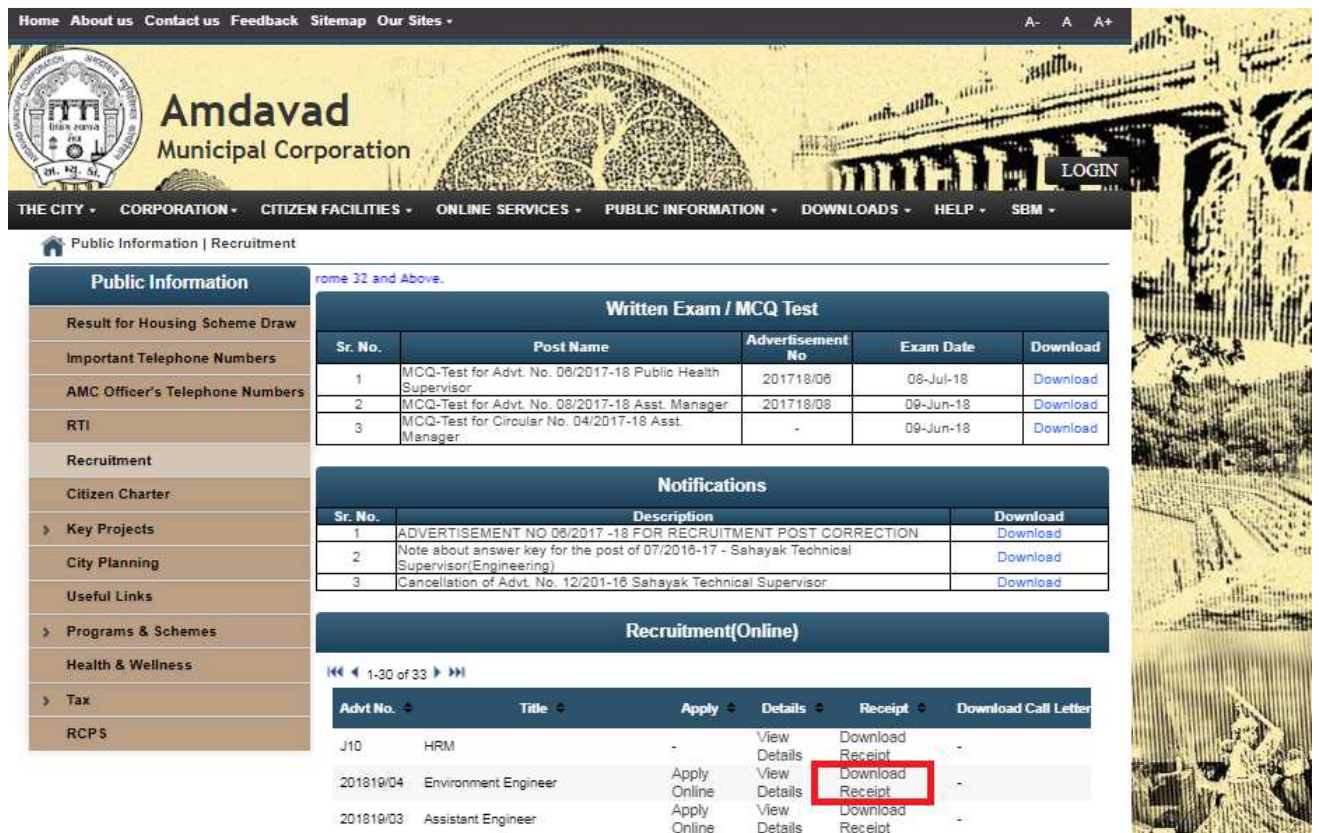 Home About us Contact us Feedback Sitemap Our Sites
A- A A+
Amdavad
Municipal Corporation
LOGIN
THE CITY CORPORATION CITIZEN FACILITIES ONLINE SERVICES PUBLIC INFORMATION DOWNLOADS HELP SBM
Public Information | Recruitment
Public Information
Result for Housing Scheme Draw
Important Telephone Numbers
AMC Officer's Telephone Numbers
RTI
Recruitment
Citizen Charter
Key Projects
City Planning
Useful Links
Programs & Schemes
Health & Wellness
Tax
RCPS
rome 32 and Above.
Written Exam / MCQ Test
Sr. No. Post Name Advertisement No Exam Date Download
1 MCQ-Test for Advt. No. 06/2017-18 Public Health
Supervisor 201718/06 08-Jul-18 Download
2 MCQ-Test for Advt. No. 08/2017-18 Asst. Manager 201718/08 09-Jun-18 Download
3 MCQ-Test for Circular No. 04/2017-18 Asst.
Manager - 09-Jun-18 Download
Notifications
Sr. No. Description Download
1 ADVERTISEMENT NO 06/2017 -18 FOR RECRUITMENT POST CORRECTION Download
2 Note about answer key for the post of 07/2016-17 - Sahayak Technical
Supervisor(Engineering) Download
3 Cancellation of Advt. No. 12/201-16 Sahayak Technical Supervisor Download
Recruitment(Online)
1-30 of 33
Advt No. Title Apply Details Receipt Download Call Letter
J10 HRM - View Details Download Receipt -
201819/04 Environment Engineer Apply Online View Details Download Receipt -
201819/03 Assistant Engineer Apply Online View Details Download Receipt -